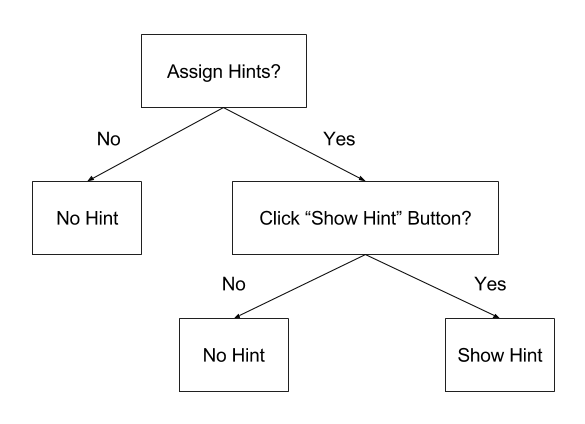 Assign Hints?
No
Yes
No Hint
Click “Show Hint” Button?
No
Yes
No Hint
Show Hint